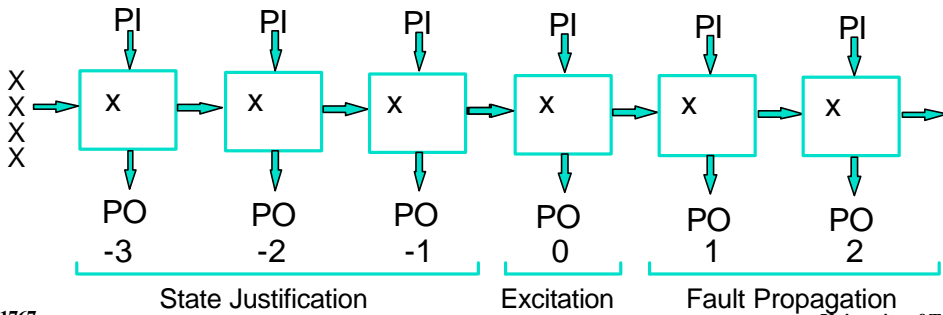 PI PI PI PI PI PI
X
X
X
X
x x x x x x
PO PO PO PO PO PO
-3 -2 -1 0 1 2
State Justification Excitation Fault Propagation
1767